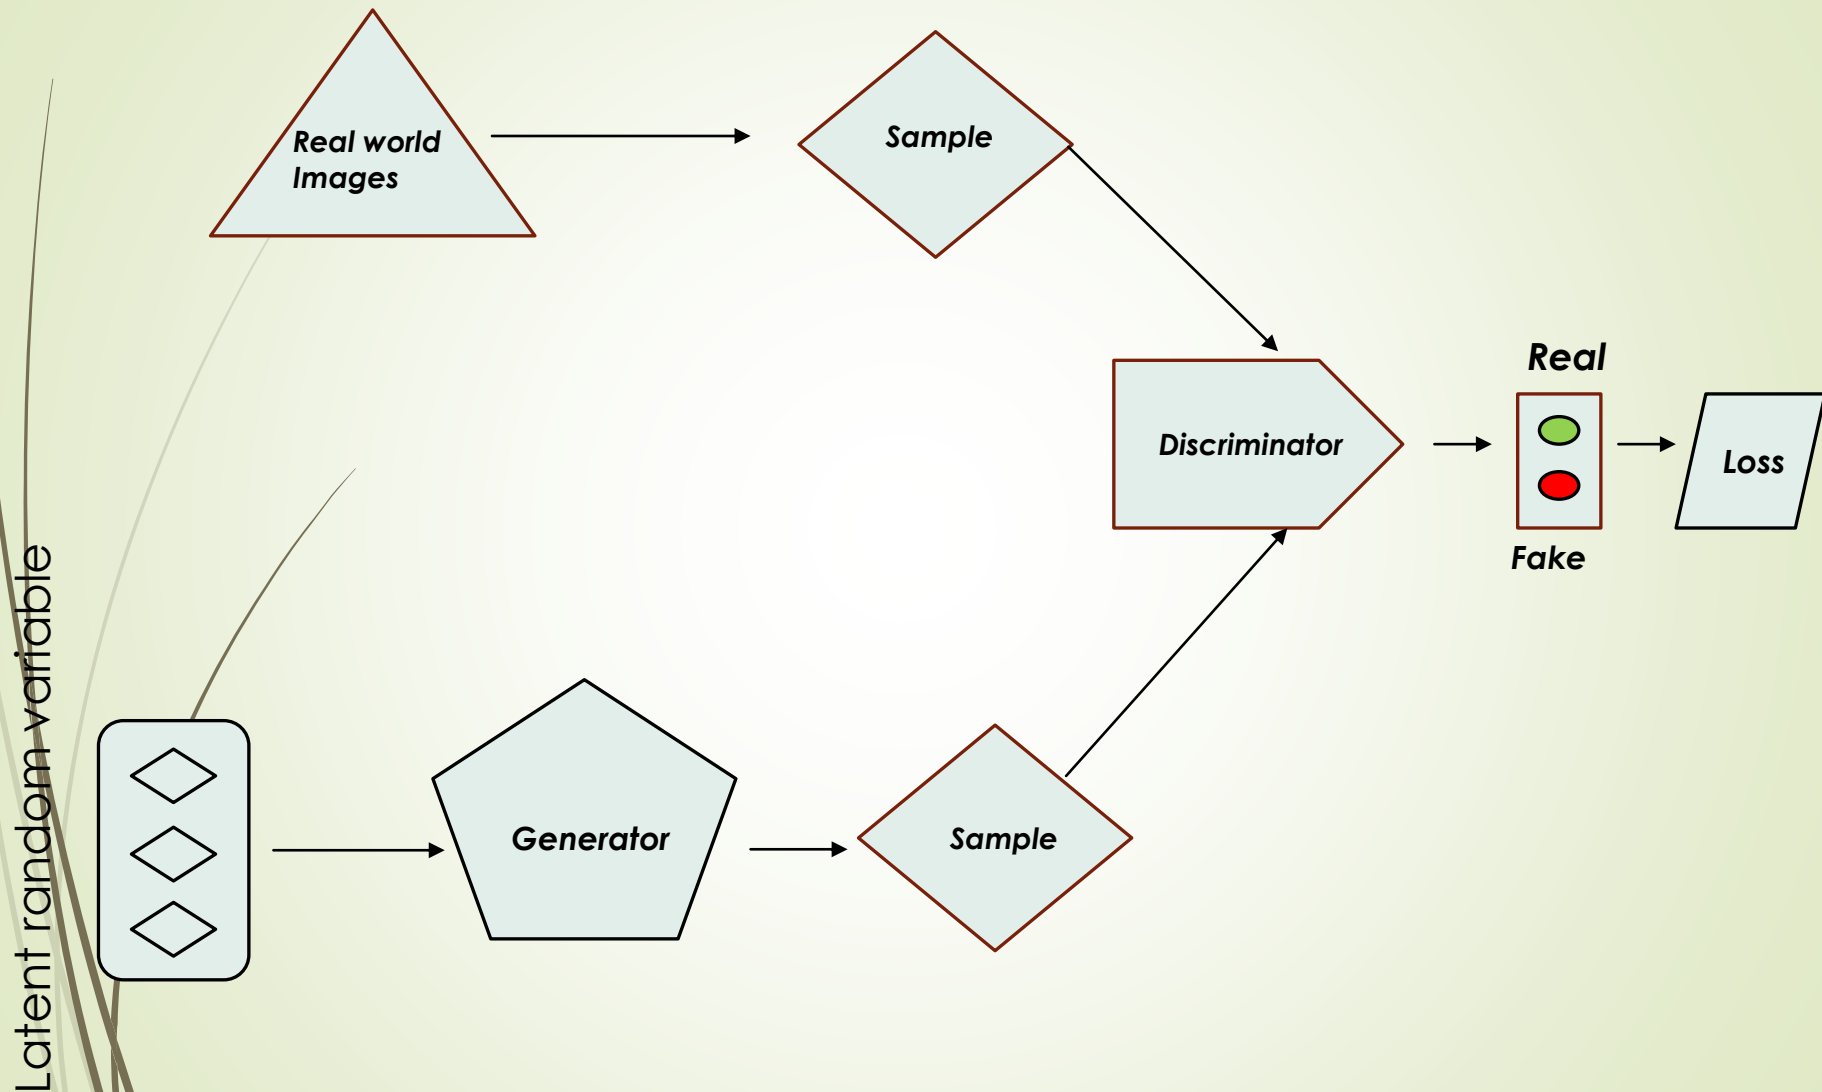 Real world
Images
Sample
Discriminator
Real
Fake
Loss
Latent random variable
Generator
Sample